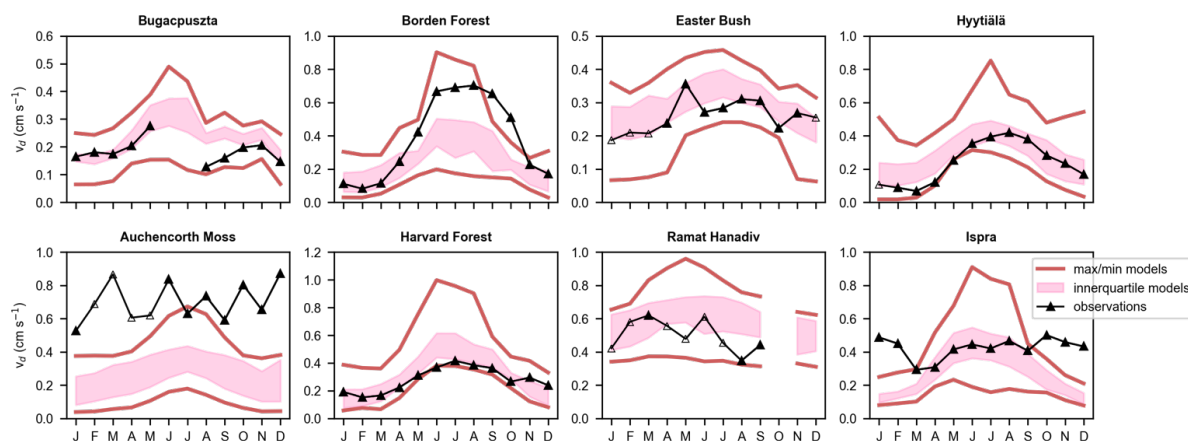 Bugacpuszta Borden Forest Easter Bush Hyytiälä
v_d (cm s⁻¹)
0.6 1.0 0.5 1.0
0.5 0.8 0.4 0.8
0.4 0.6 0.3 0.6
0.3 0.4 0.2 0.4
0.2 0.2 0.1 0.2
0.1 0.0 0.0 0.0
0.0
Auchencorth Moss Harvard Forest Ramat Hanadiv Ispra
v_d (cm s⁻¹)
1.0 1.2 1.0 1.0
0.8 1.0 0.8 0.8
0.6 0.8 0.6 0.6
0.4 0.6 0.4 0.4
0.2 0.4 0.2 0.2
0.0 0.2 0.0 0.0
0.0
max/min models
innerquartile models
observations
J F M A M J J A S O N D J F M A M J J A S O N D J F M A M J J A S O N D J F M A M J J A S O N D